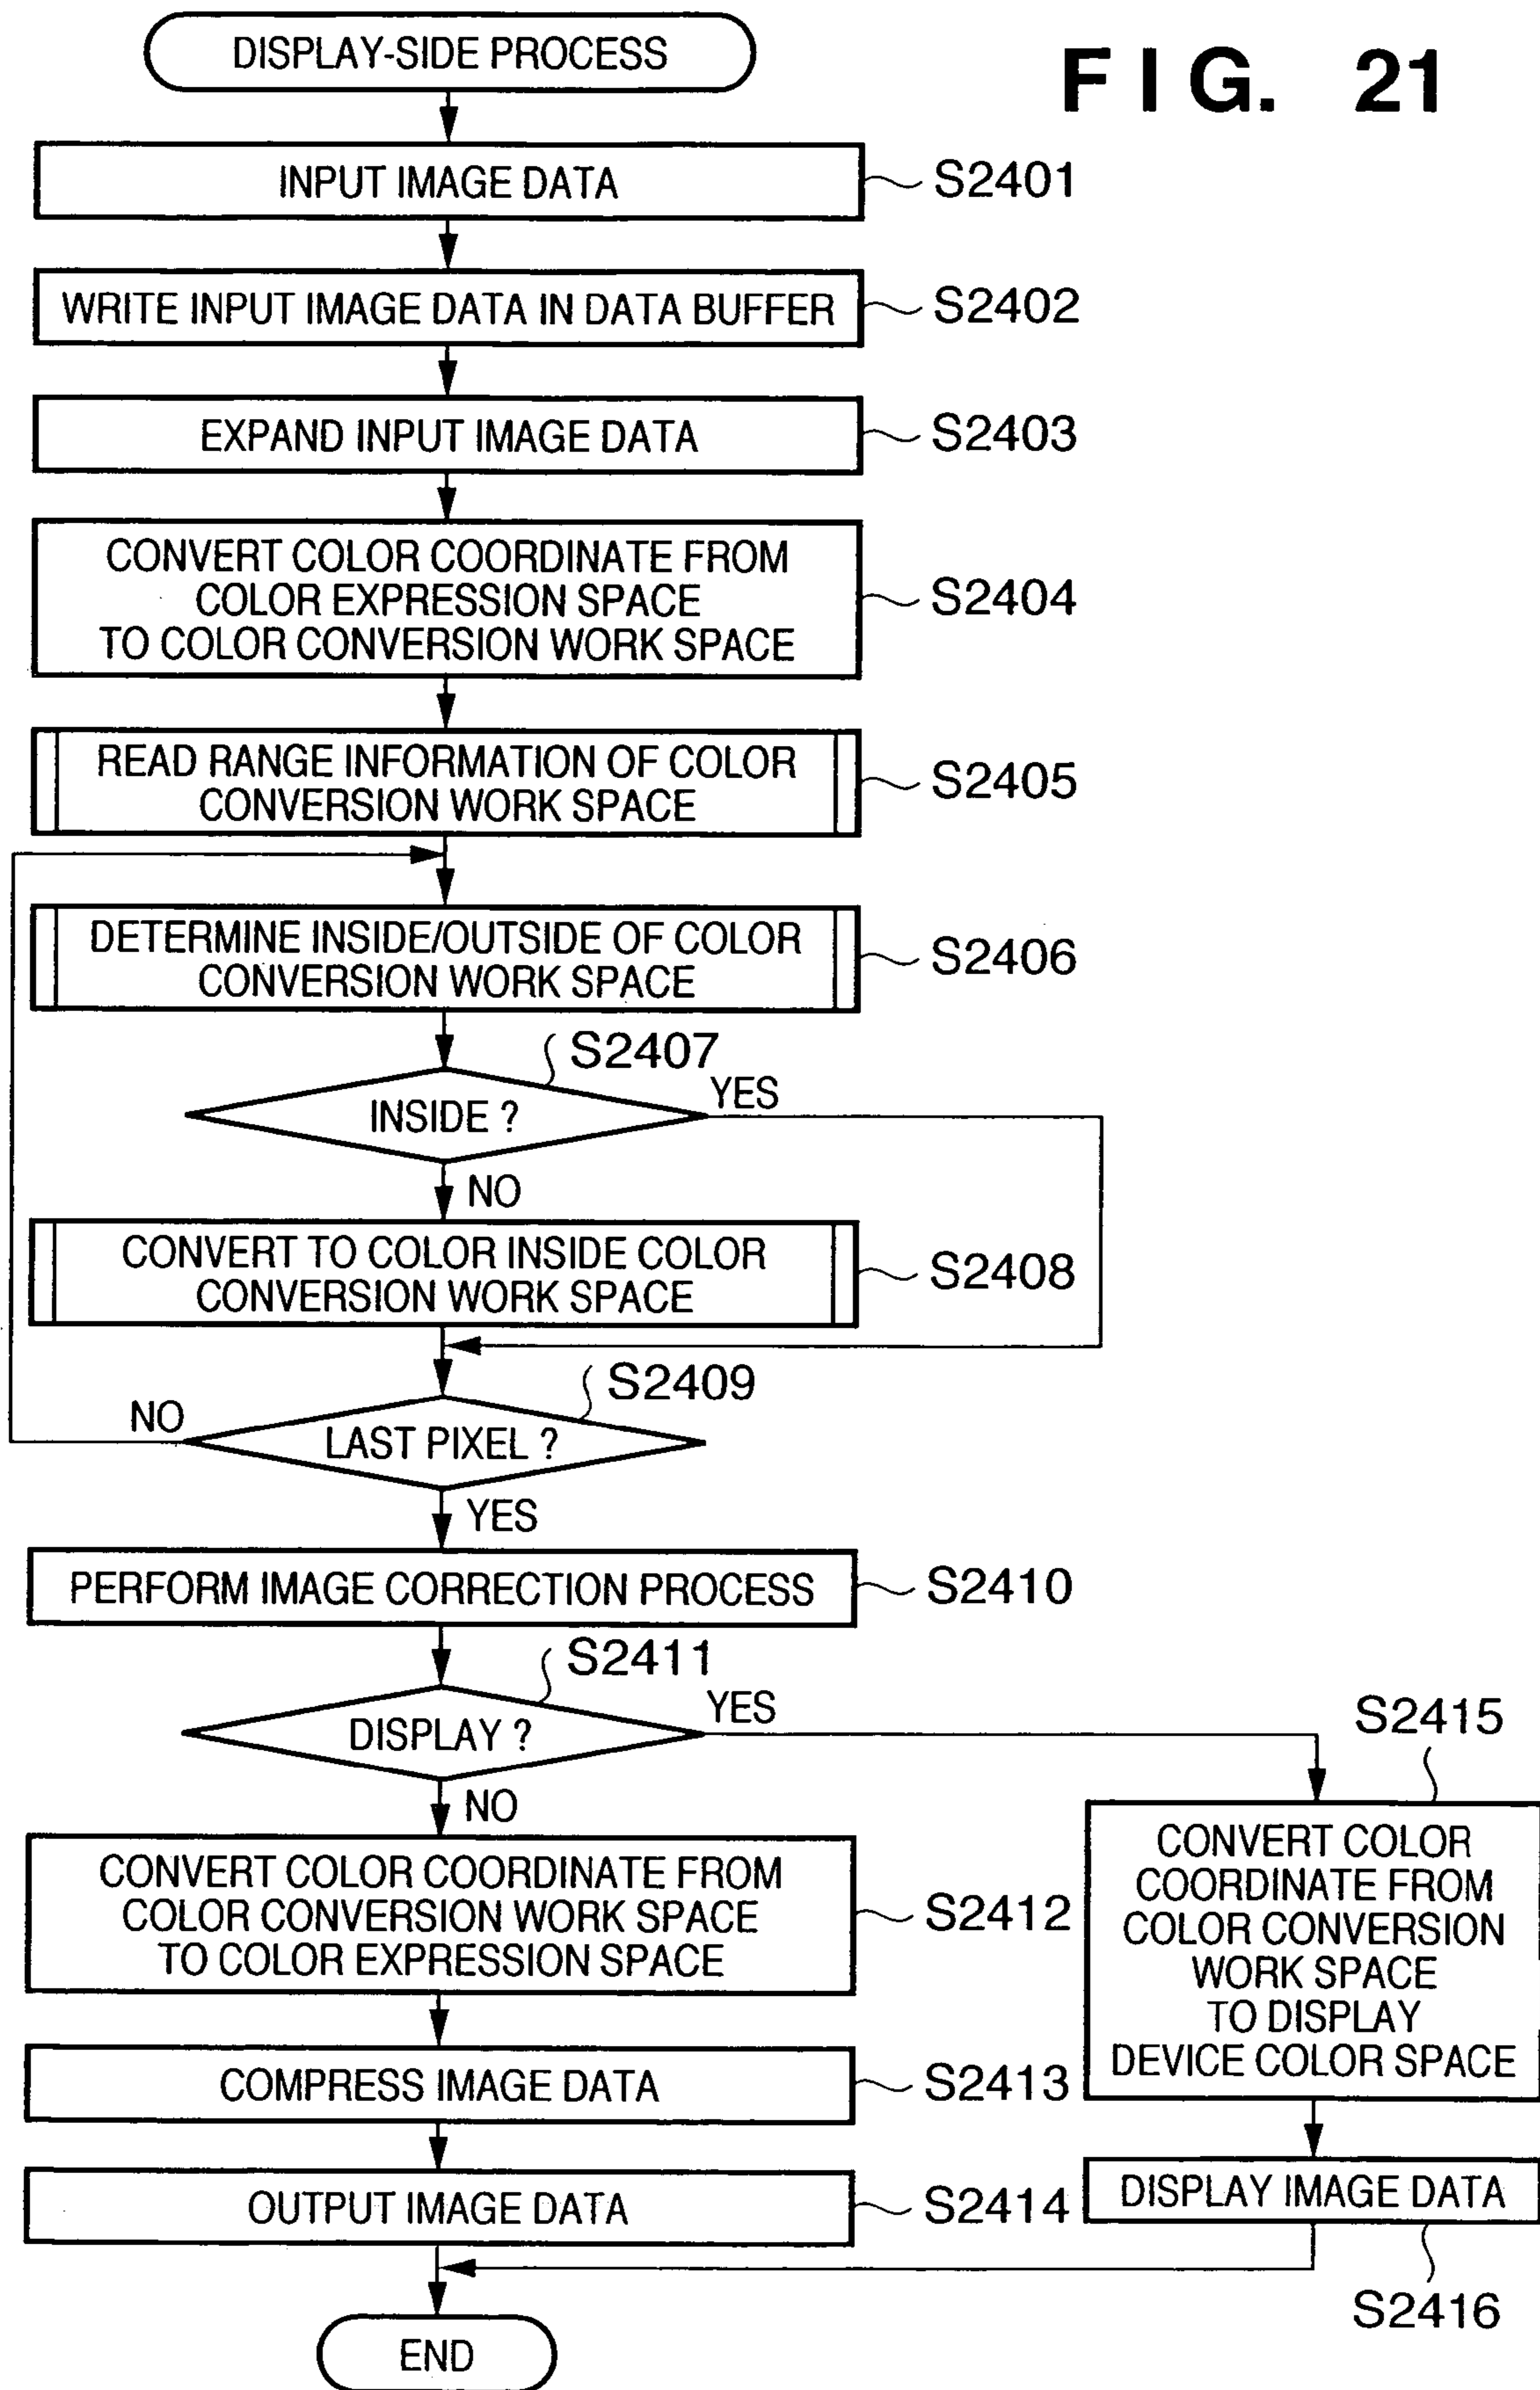 DISPLAY-SIDE PROCESS
FIG. 21
INPUT IMAGE DATA
S2401
WRITE INPUT IMAGE DATA IN DATA BUFFER
S2402
EXPAND INPUT IMAGE DATA
S2403
CONVERT COLOR COORDINATE FROM
COLOR EXPRESSION SPACE
TO COLOR CONVERSION WORK SPACE
S2404
READ RANGE INFORMATION OF COLOR
CONVERSION WORK SPACE
S2405
DETERMINE INSIDE/OUTSIDE OF COLOR
CONVERSION WORK SPACE
S2406
S2407
INSIDE ?
YES
NO
CONVERT TO COLOR INSIDE COLOR
CONVERSION WORK SPACE
S2408
S2409
LAST PIXEL ?
NO
YES
PERFORM IMAGE CORRECTION PROCESS
S2410
S2411
DISPLAY ?
YES
NO
CONVERT COLOR COORDINATE FROM
COLOR CONVERSION WORK SPACE
TO COLOR EXPRESSION SPACE
S2412
COMPRESS IMAGE DATA
S2413
OUTPUT IMAGE DATA
S2414
S2415
CONVERT COLOR
COORDINATE FROM
COLOR CONVERSION
WORK SPACE
TO DISPLAY
DEVICE COLOR SPACE
DISPLAY IMAGE DATA
S2416
END